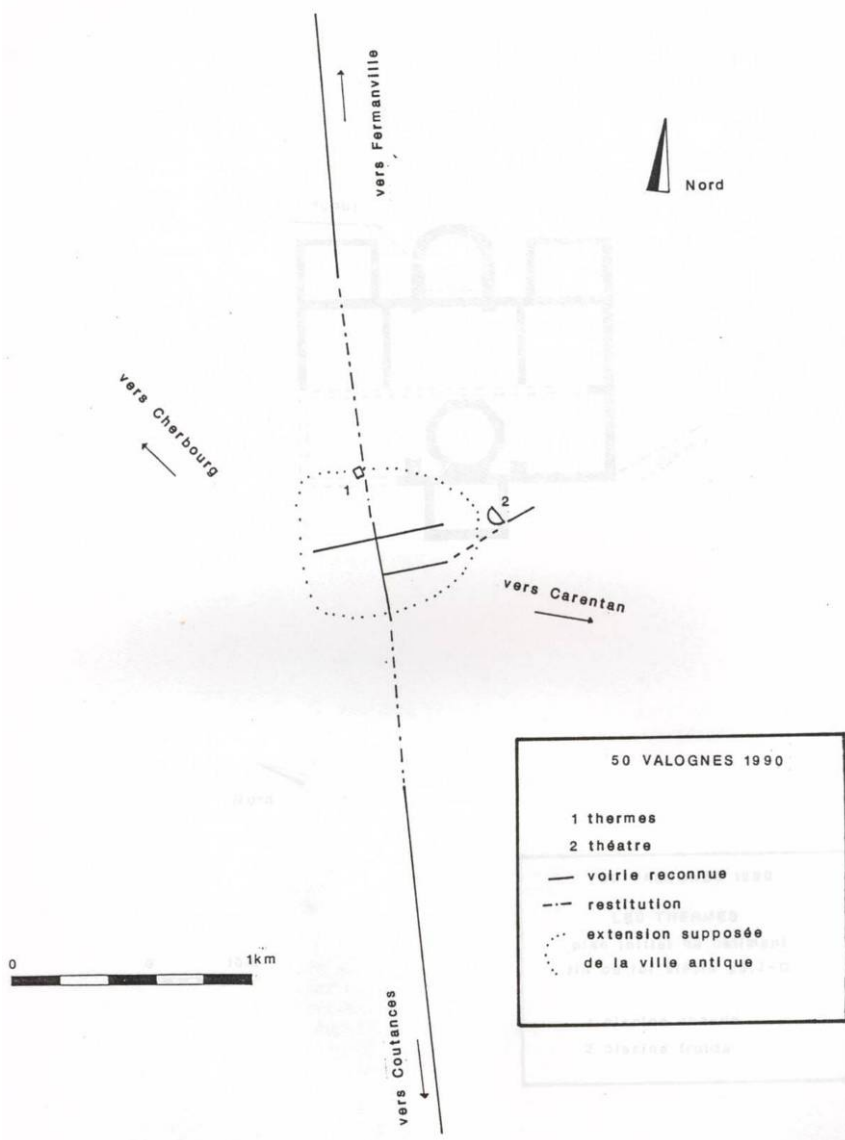 vers Fermanville
Nord
vers Cherbourg
1
2
vers Carentan
50 VALOGNES 1990
1 thermes
2 théatre
voirie reconnue
restitution
extension supposée
de la ville antique
0
1km
vers Coutances